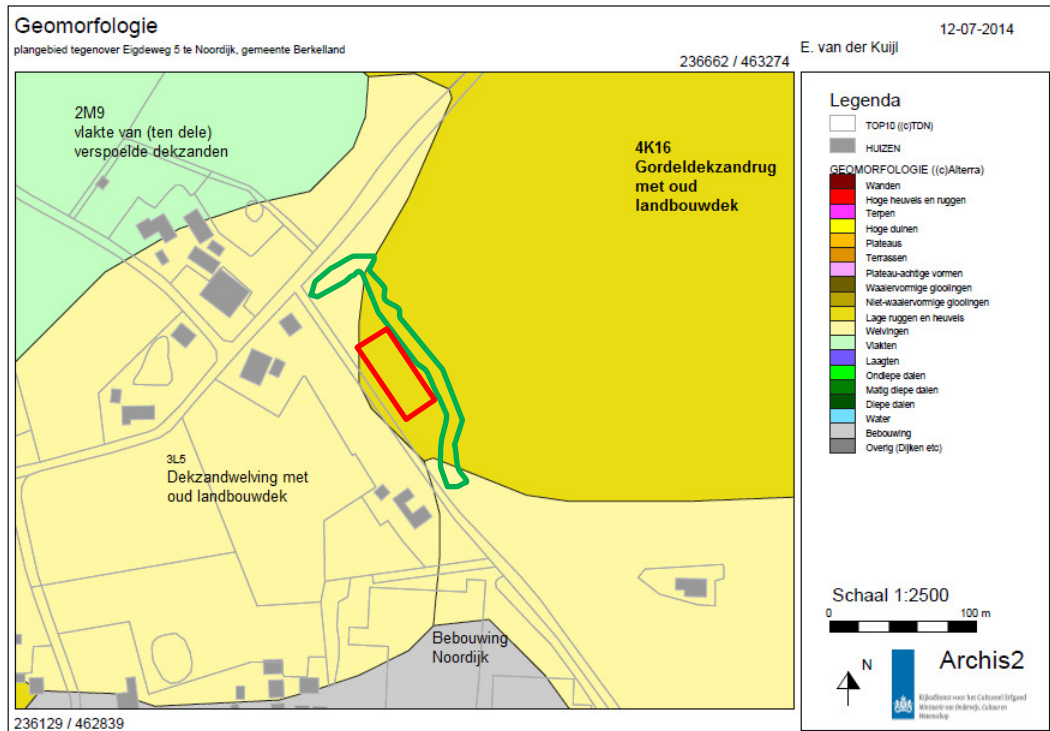 Geomorfologie
plangebied tegenover Eigdeweg 5 te Noordijk, gemeente Berkelland
12-07-2014
E. van der Kuijl
236662 / 463274
2M9
vlakte van (ten dele)
verspoelde dekzanden
4K16
Gordeldekzandrug
met oud
landbouwdek
3L5
Dekzandwelving met
oud landbouwdek
Bebouwing
Noordijk
236129 / 462839
Legenda
TOP10 ((c)TDN)
HUIZEN
GEOMORFOLOGIE ((c)Alterra)
Wanden
Hoge heuvels en ruggen
Terpen
Hoge duinen
Plateaus
Terrassen
Plateau-achtige vormen
Waaiervormige glooiingen
Niet-waaiervormige glooiingen
Lage ruggen en heuvels
Welvingen
Vlakten
Laagten
Ondiepe dalen
Matig diepe dalen
Diepe dalen
Water
Bebouwing
Overig (Dijken etc)
Schaal 1:2500
0 100 m
N
Archis2
Rijksdienst voor het Cultureel Erfgoed
Ministerie van Onderwijs, Cultuur en
Wetenschap